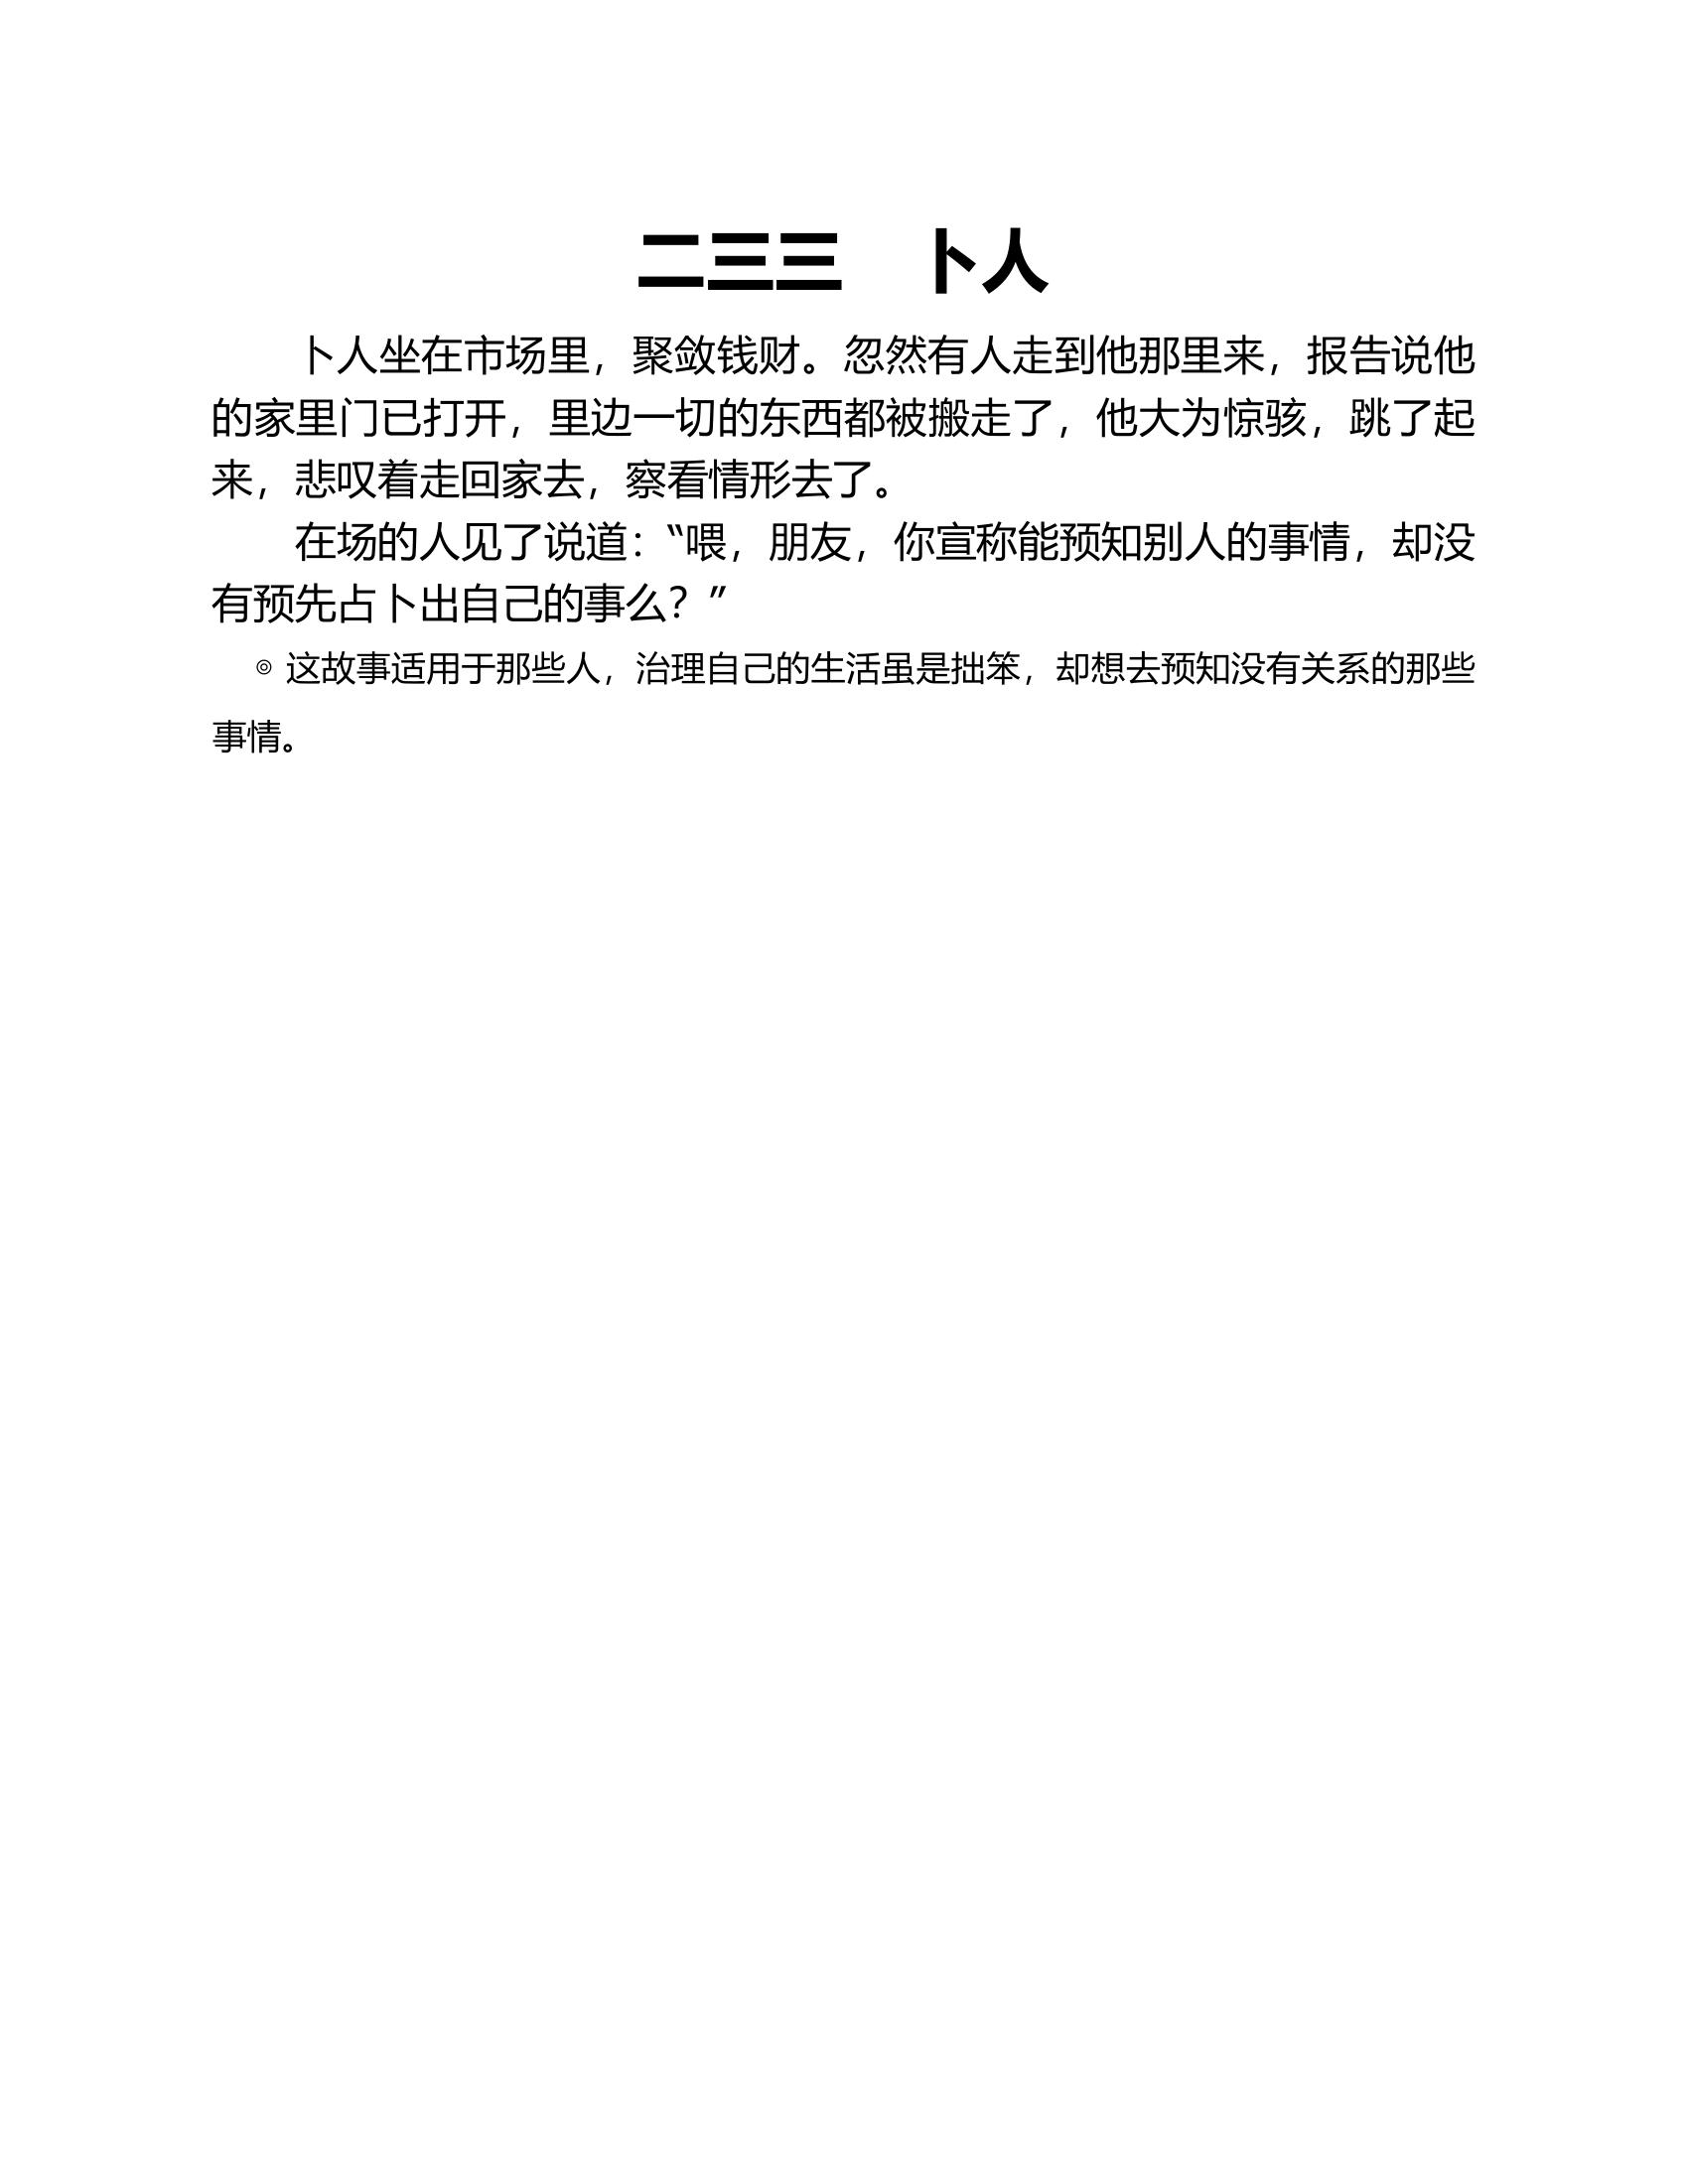 二三三　卜人
卜人坐在市场里，聚敛钱财。忽然有人走到他那里来，报告说他
的家里门已打开，里边一切的东西都被搬走了，他大为惊骇，跳了起
来，悲叹着走回家去，察看情形去了。
在场的人见了说道：“喂，朋友，你宣称能预知别人的事情，却没
有预先占卜出自己的事么？”
◎ 这故事适用于那些人，治理自己的生活虽是拙笨，却想去预知没有关系的那些
事情。